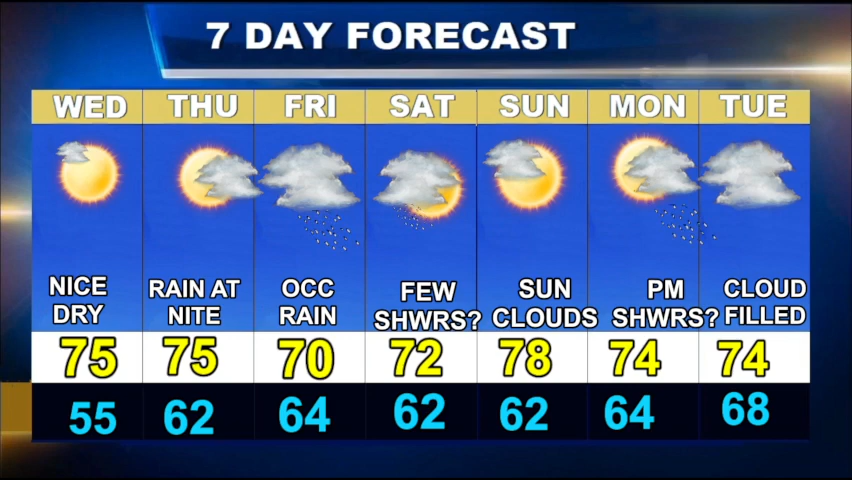 7 DAY FORECAST
WED THU FRI SAT SUN MON TUE
NICE DRY
RAIN AT NITE
OCC RAIN
FEW SHWRS?
SUN CLOUDS
PM SHWRS?
CLOUD FILLED
75 75 70 72 78 74 74
55 62 64 62 62 64 68